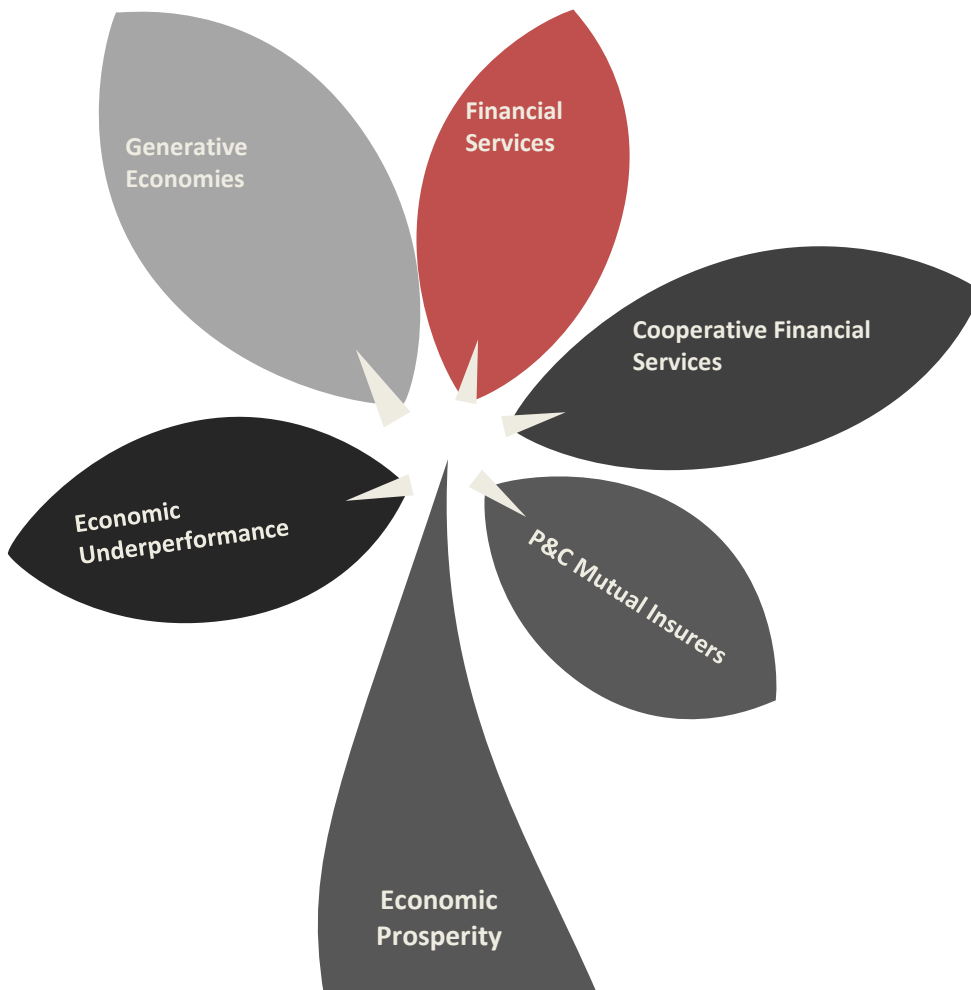 Financial
Services
Generative
Economies
Cooperative Financial
Services
Economic
Underperformance
P&C Mutual Insurers
Economic
Prosperity